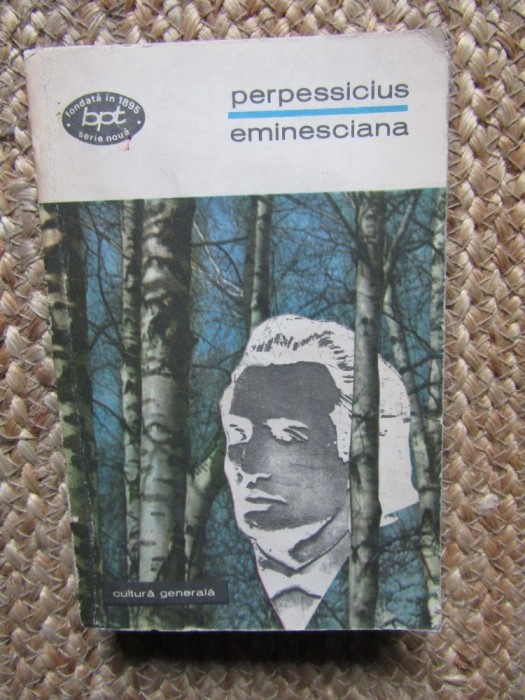 fondată în 1895
bpt
serie nouă
perpessicius
eminesciana
cultură generală